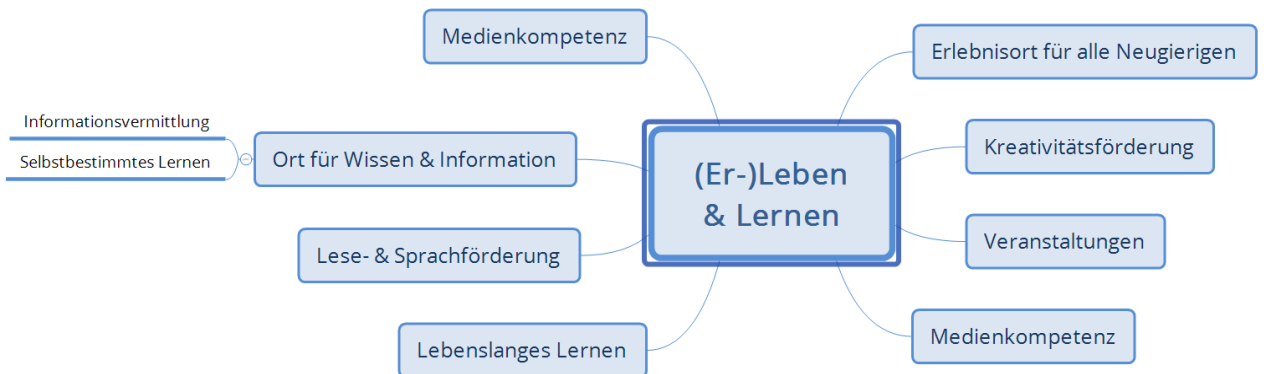 Medienkompetenz
Erlebnisort für alle Neugierigen
Informationsvermittlung
Selbstbestimmtes Lernen
Ort für Wissen & Information
(Er-)Leben
& Lernen
Kreativitätsförderung
Lese- & Sprachförderung
Veranstaltungen
Lebenslanges Lernen
Medienkompetenz